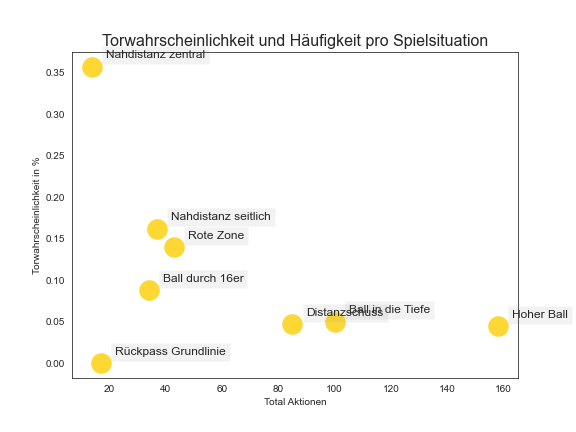 Torwahrscheinlichkeit und Häufigkeit pro Spielsituation
Nahdistanz zentral
0.35
0.30
0.25
0.20
Nahdistanz seitlich
Rote Zone
0.15
Ball durch 16er
0.10
Distanzschuss
Ball in die Tiefe
Hoher Ball
0.05
Rückpass Grundlinie
0.00
Torwahrscheinlichkeit in %
20 40 60 80 100 120 140 160
Total Aktionen